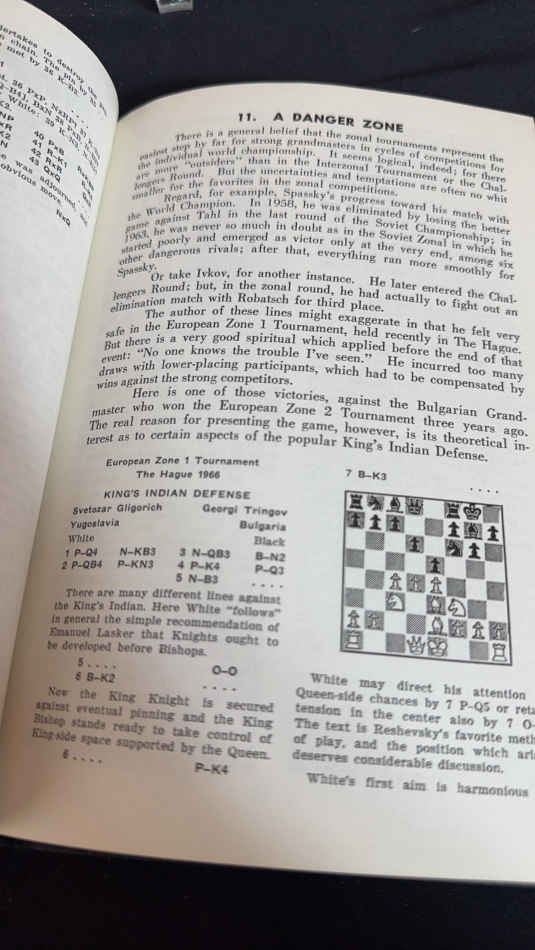 dertakes to destroy the
chain. The
met by 36
40 PxB
41
42 RxR
43 QxR
was adjourned,
obvious
NxQ
11. A DANGER ZONE
There is a general belief that the zonal tournaments represent the
easiest step by far for strong grandmasters in cycles of competitions for
the individual world championship. It seems logical, indeed; for there
are more "outsiders" than in the Interzonal Tournament or the Chal-
lengers Round. But the uncertainties and temptations are often no whit
smaller for the favorites in the zonal competitions.
Regard, for example, Spassky's progress toward his match with
the World Champion. In 1958, he was eliminated by losing the better
game against Tahl in the last round of the Soviet Championship; in
1963, he was never so much in doubt as in the Soviet Zonal in which he
started poorly and emerged as victor only at the very end, among six
other dangerous rivals; after that, everything ran more smoothly for
Spassky.
Or take Ivkov, for another instance. He later entered the Chal-
lengers Round; but, in the zonal round, he had actually to fight out an
elimination match with Robatsch for third place.
The author of these lines might exaggerate in that he felt very
safe in the European Zone 1 Tournament, held recently in The Hague.
But there is a very good spiritual which applied before the end of that
event: "No one knows the trouble I've seen." He incurred too many
draws with lower-placing participants, which had to be compensated by
wins against the strong competitors.
Here is one of those victories, against the Bulgarian Grand-
master who won the European Zone 2 Tournament three years ago.
The real reason for presenting the game, however, is its theoretical in-
terest as to certain aspects of the popular King's Indian Defense.
European Zone 1 Tournament
The Hague 1966
KING'S INDIAN DEFENSE
Svetozar Gligorich Georgi Tringov
Yugoslavia Bulgaria
White Black
1 P-Q4 N-KB3 3 N-QB3 B-N2
2 P-QB4 P-KN3 4 P-K4 P-Q3
5 N-B3 . . . .
There are many different lines against
the King's Indian. Here White "follows"
in general the simple recommendation of
Emanuel Lasker that Knights ought to
be developed before Bishops.
5 . . . . O-O
6 B-K2 . . . .
Now the King Knight is secured
against eventual pinning and the King
Bishop stands ready to take control of
King-side space supported by the Queen.
6 . . . . P-K4
7 B-K3 . . . .
White may direct his attention
Queen-side chances by 7 P-Q5 or
tension in the center also by 7
The text is Reshevsky's favorite
of play, and the position which
deserves considerable discussion.
White's first aim is harmonious